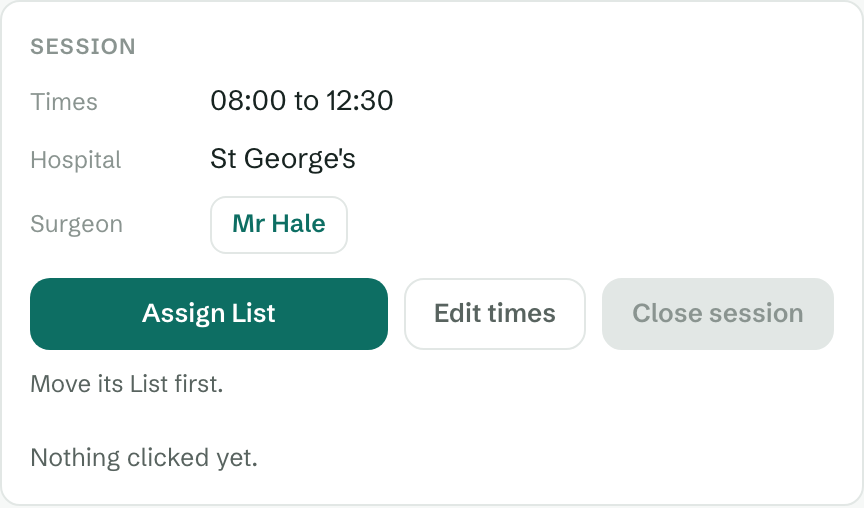 SESSION
Times 08:00 to 12:30
Hospital St George's
Surgeon Mr Hale
Assign List Edit times Close session
Move its List first.
Nothing clicked yet.